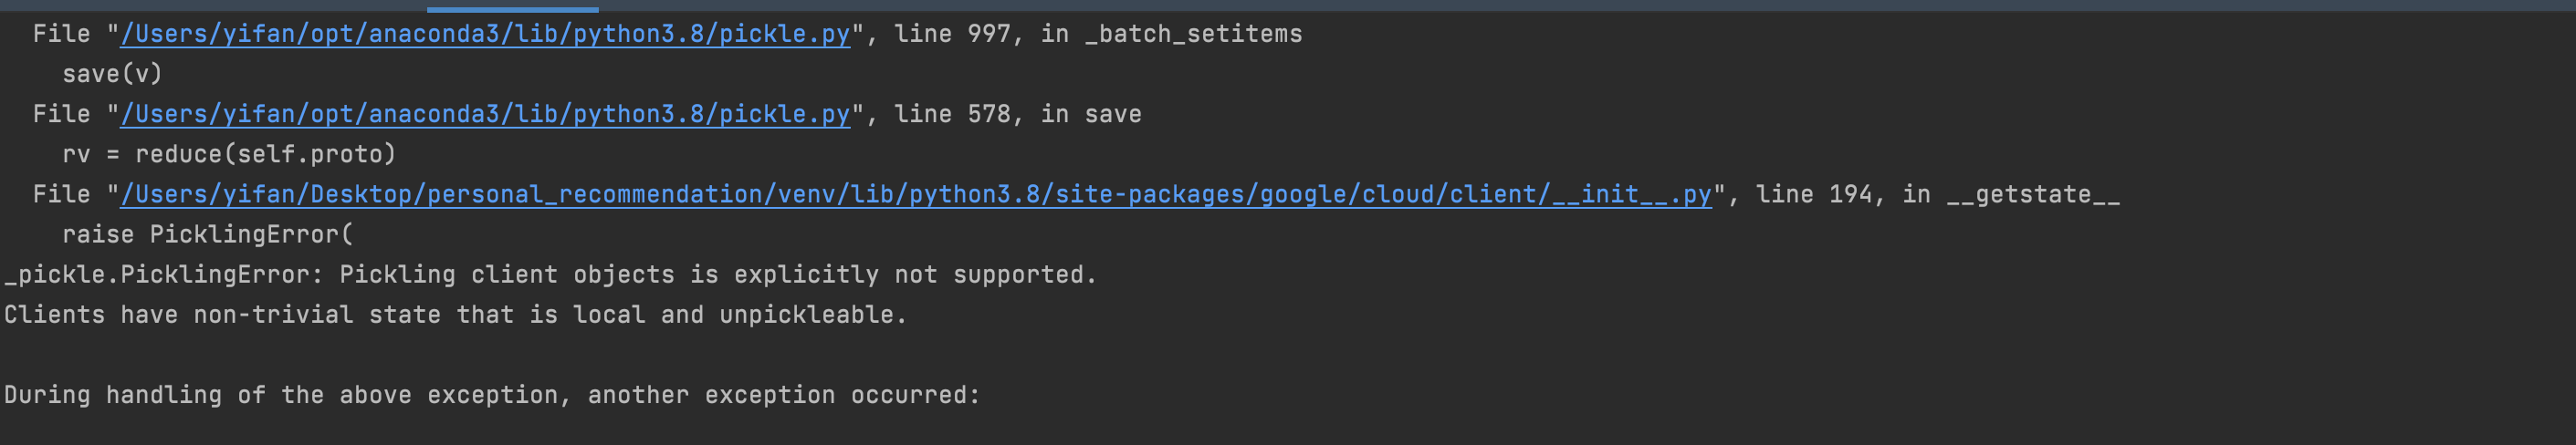 File "/Users/yifan/opt/anaconda3/lib/python3.8/pickle.py", line 997, in _batch_setitems
save(v)
File "/Users/yifan/opt/anaconda3/lib/python3.8/pickle.py", line 578, in save
rv = reduce(self.proto)
File "/Users/yifan/Desktop/personal_recommendation/venv/lib/python3.8/site-packages/google/cloud/client/__init__.py", line 194, in __getstate__
raise PicklingError(
_pickle.PicklingError: Pickling client objects is explicitly not supported.
Clients have non-trivial state that is local and unpickleable.
During handling of the above exception, another exception occurred: